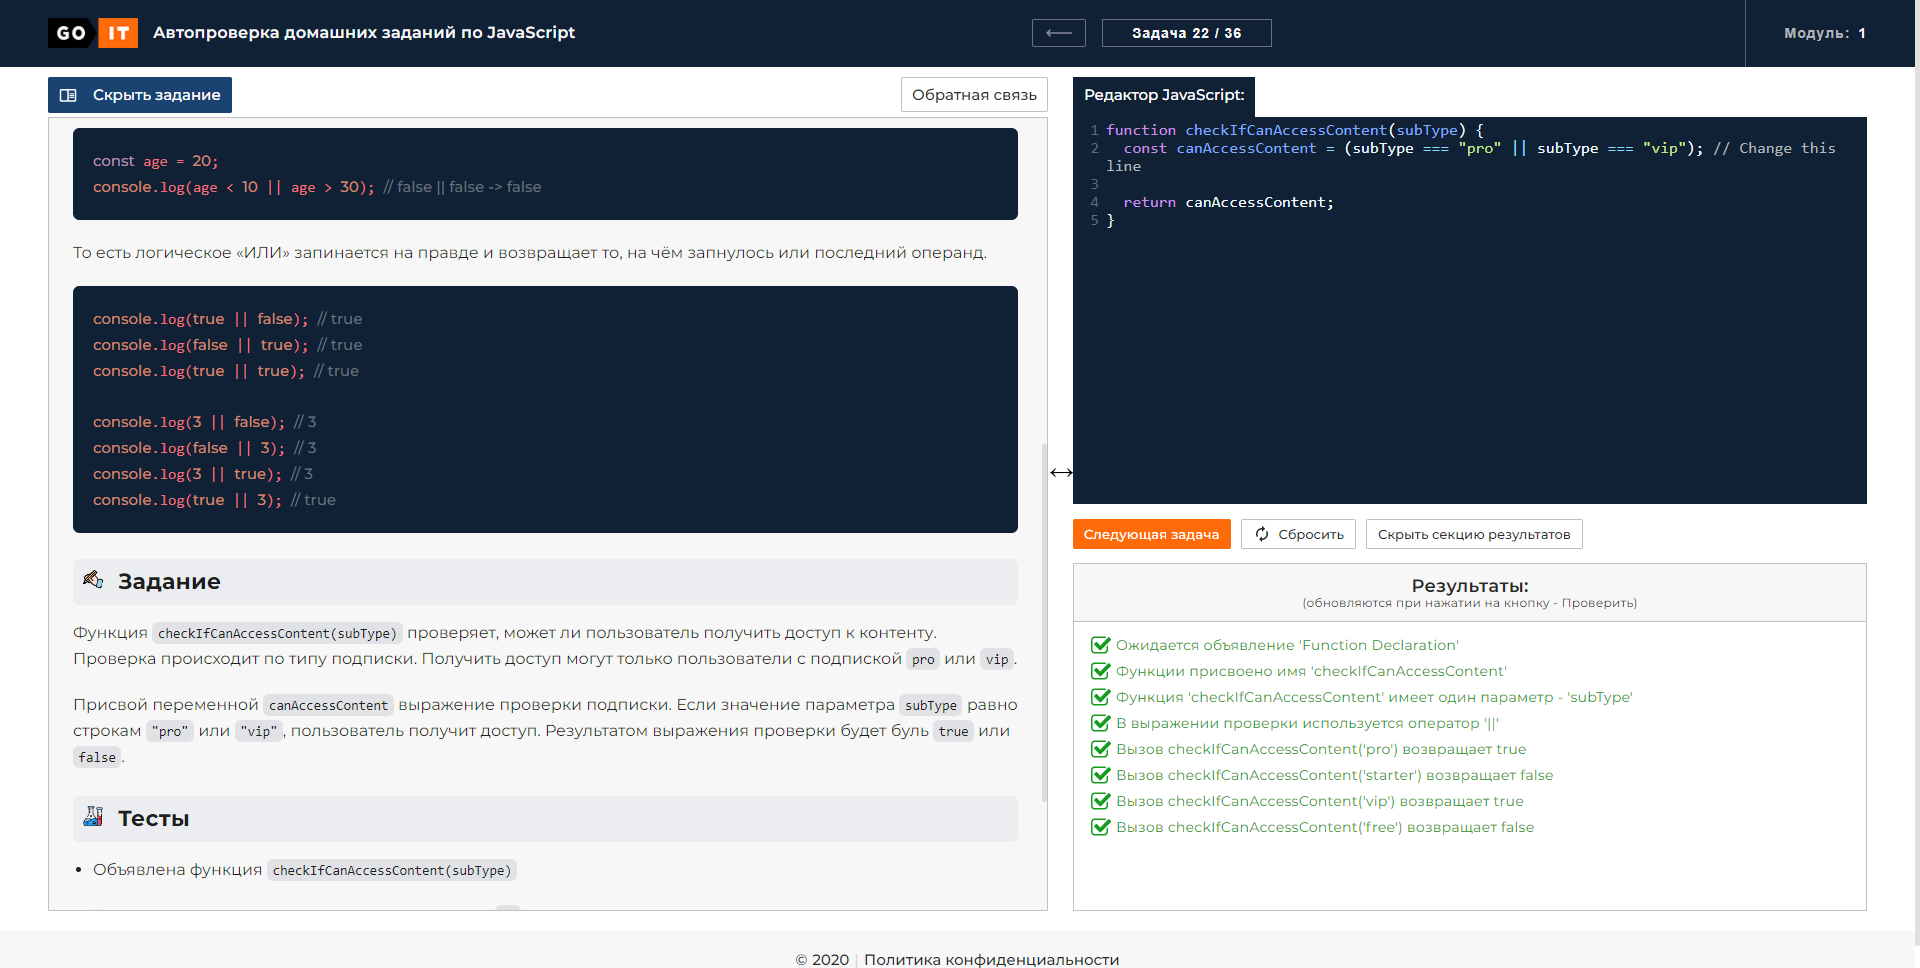 GO IT
Автопроверка домашних заданий по JavaScript
Задача 22 / 36
Модуль: 1
Скрыть задание
Обратная связь
const age = 20;
console.log(age < 10 || age > 30); // false || false -> false
То есть логическое «ИЛИ» запинается на правде и возвращает то, на чём запнулось или последний операнд.
console.log(true || false); // true
console.log(false || true); // true
console.log(true || true); // true
console.log(3 || false); // 3
console.log(false || 3); // 3
console.log(3 || true); // 3
console.log(true || 3); // true
Задание
Функция checkIfCanAccessContent(subType) проверяет, может ли пользователь получить доступ к контенту.
Проверка происходит по типу подписки. Получить доступ могут только пользователи с подпиской pro или vip.
Присвой переменной canAccessContent выражение проверки подписки. Если значение параметра subType равно
строкам "pro" или "vip", пользователь получит доступ. Результатом выражения проверки будет буль true или
false.
Тесты
• Объявлена функция checkIfCanAccessContent(subType)
Редактор JavaScript:
1 function checkIfCanAccessContent(subType) {
2 const canAccessContent = (subType === "pro" || subType === "vip"); // Change this
line
3
4 return canAccessContent;
5 }
Следующая задача
Сбросить
Скрыть секцию результатов
Результаты:
(обновляются при нажатии на кнопку - Проверить)
Ожидается объявление 'Function Declaration'
Функции присвоено имя 'checkIfCanAccessContent'
Функция 'checkIfCanAccessContent' имеет один параметр - 'subType'
В выражении проверки используется оператор '||'
Вызов checkIfCanAccessContent('pro') возвращает true
Вызов checkIfCanAccessContent('starter') возвращает false
Вызов checkIfCanAccessContent('vip') возвращает true
Вызов checkIfCanAccessContent('free') возвращает false
© 2020 | Политика конфиденциальности